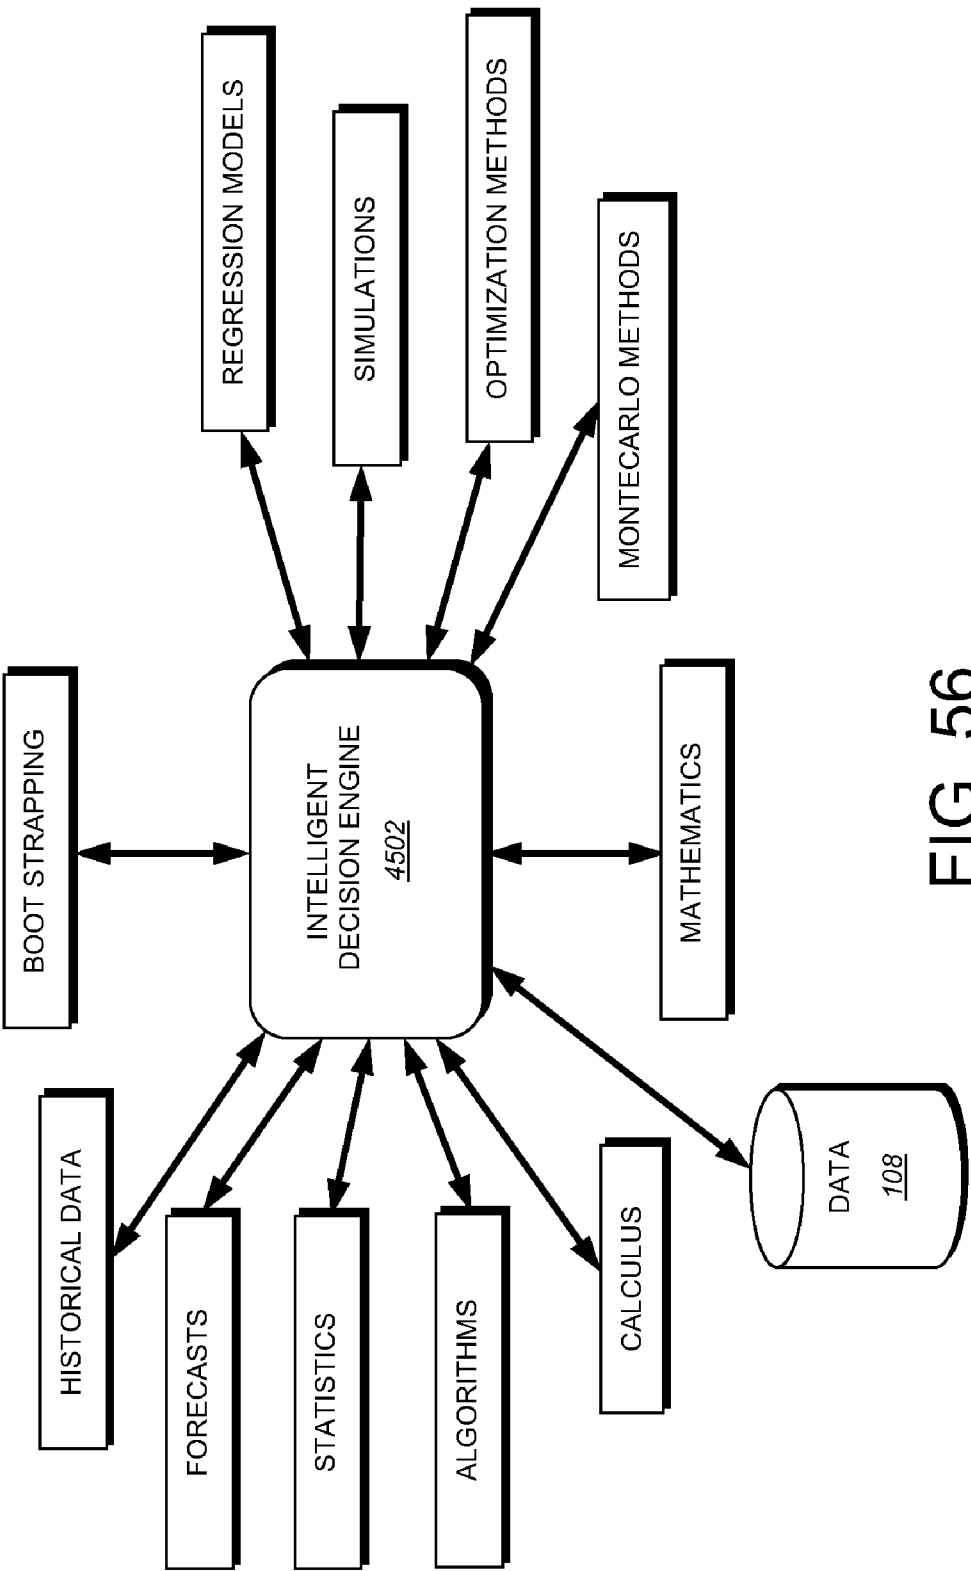 BOOT STRAPPING
HISTORICAL DATA
REGRESSION MODELS
FORECASTS
SIMULATIONS
STATISTICS
INTELLIGENT
DECISION ENGINE
4502
OPTIMIZATION METHODS
ALGORITHMS
MONTECARLO METHODS
CALCULUS
MATHEMATICS
DATA
108
FIG. 56